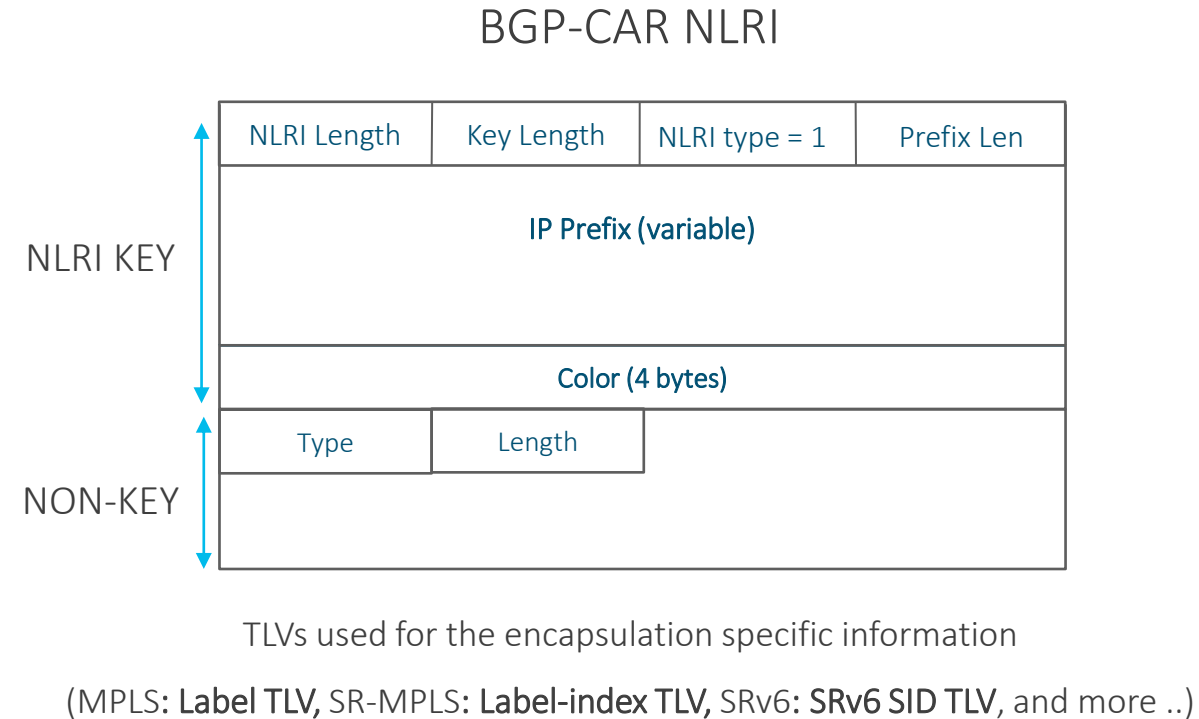 BGP-CAR NLRI
NLRI Length Key Length NLRI type = 1 Prefix Len
IP Prefix (variable)
NLRI KEY
Color (4 bytes)
Type Length
NON-KEY
TLVs used for the encapsulation specific information
(MPLS: Label TLV, SR-MPLS: Label-index TLV, SRv6: SRv6 SID TLV, and more ..)